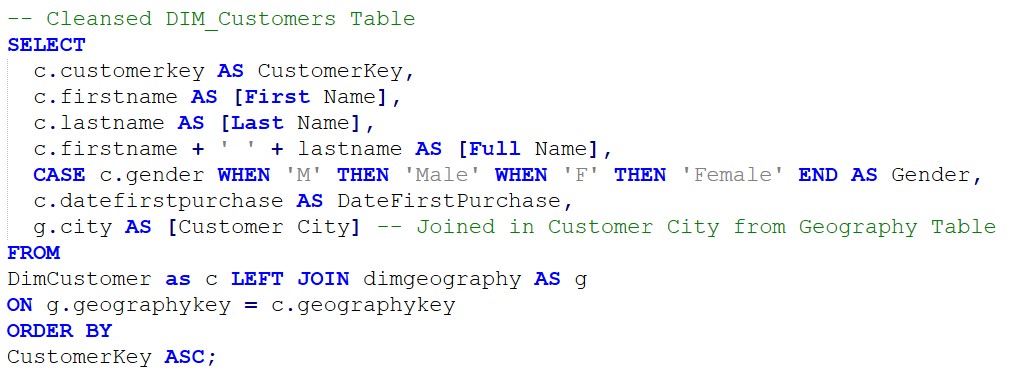 -- Cleansed DIM_Customers Table
SELECT
c.customerkey AS CustomerKey,
c.firstname AS [First Name],
c.lastname AS [Last Name],
c.firstname + ' ' + lastname AS [Full Name],
CASE c.gender WHEN 'M' THEN 'Male' WHEN 'F' THEN 'Female' END AS Gender,
c.datefirstpurchase AS DateFirstPurchase,
g.city AS [Customer City] -- Joined in Customer City from Geography Table
FROM
DimCustomer as c LEFT JOIN dimgeography AS g
ON g.geographykey = c.geographykey
ORDER BY
CustomerKey ASC;